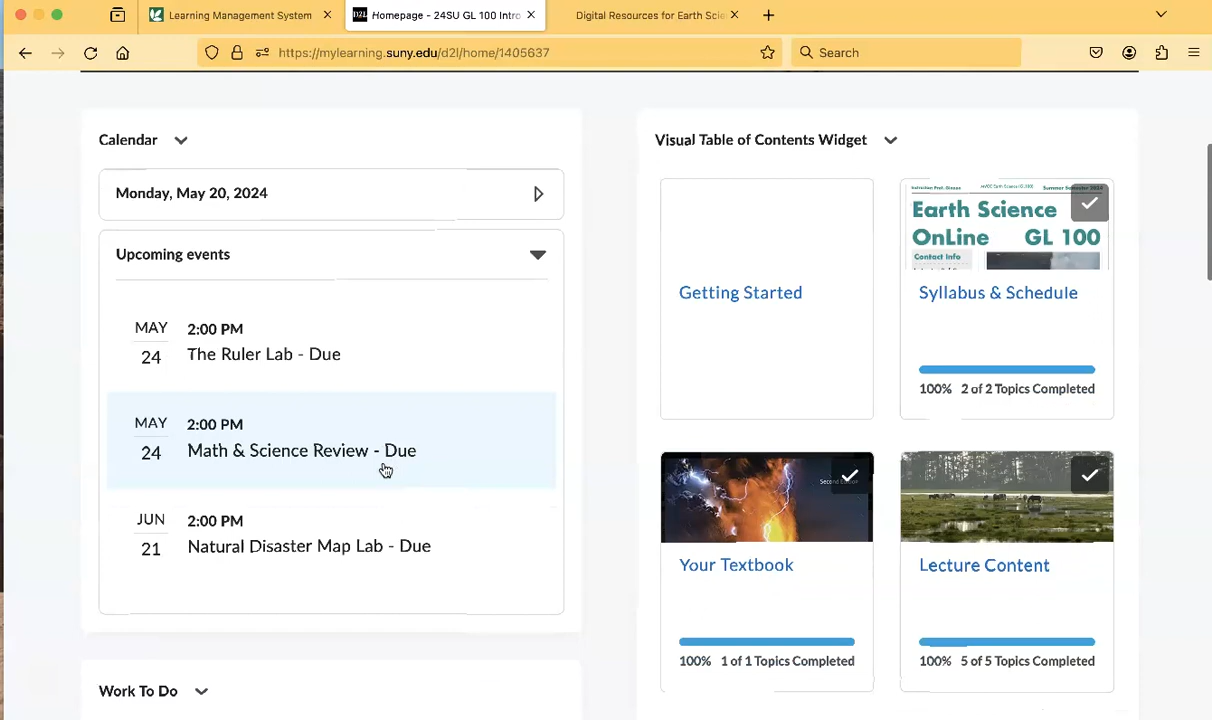 Learning Management System
Homepage - 24SU GL 100 Intro
Digital Resources for Earth Scie
https://mylearning.suny.edu/d2l/home/1405637
Search
Calendar
Monday, May 20, 2024
Upcoming events
MAY
24
2:00 PM
The Ruler Lab - Due
MAY
24
2:00 PM
Math & Science Review - Due
JUN
21
2:00 PM
Natural Disaster Map Lab - Due
Work To Do
Visual Table of Contents Widget
Getting Started
Earth Science
OnLine GL 100
Contact Info
Syllabus & Schedule
100% 2 of 2 Topics Completed
Second Edition
Your Textbook
100% 1 of 1 Topics Completed
Lecture Content
100% 5 of 5 Topics Completed